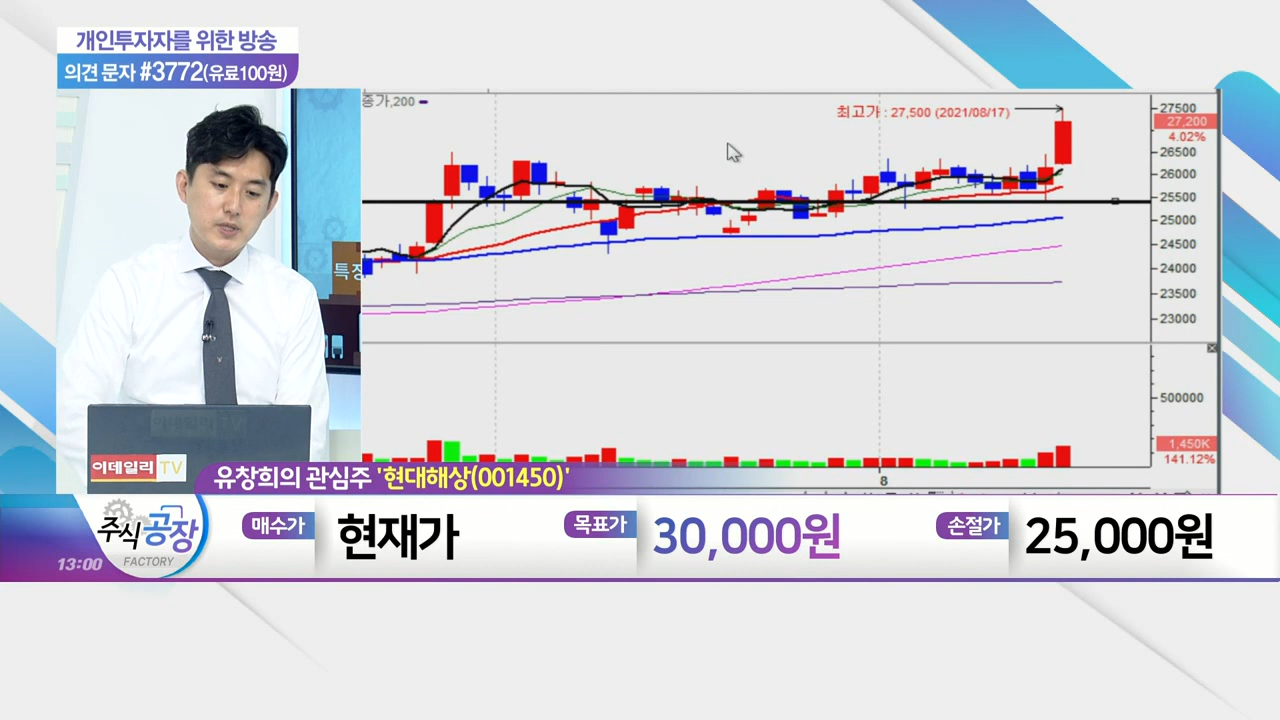 개인투자자를 위한 방송
의견 문자 #3772(유료100원)
종가,200
최고가 : 27,500 (2021/08/17)
27500
27,200
4.02%
26500
26000
25500
25000
24500
24000
23500
23000
특징
500000
1,450K
141.12%
8
이데일리 TV
이데일리 TV
유창희의 관심주 '현대해상(001450)'
주식공장
FACTORY
13:00
매수가 현재가 목표가 30,000원 손절가 25,000원